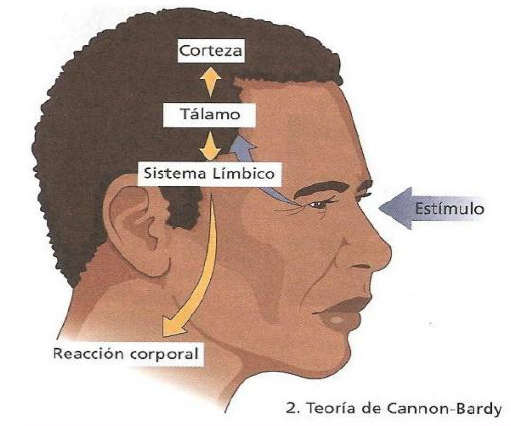 Corteza
Tálamo
Sistema Límbico
Estímulo
Reacción corporal
2. Teoría de Cannon-Bardy